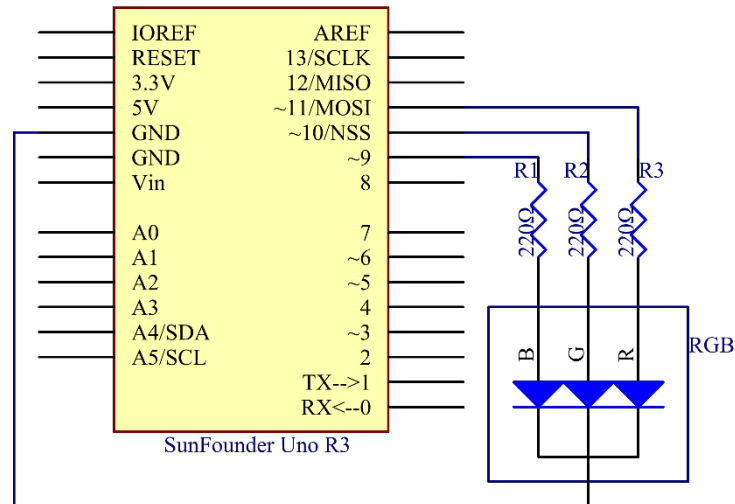 IOREF
AREF
RESET
13/SCLK
3.3V
12/MISO
5V
~11/MOSI
GND
~10/NSS
GND
~9
Vin
8
A0
7
A1
~6
A2
~5
A3
4
A4/SDA
~3
A5/SCL
2
TX-->1
RX<--0
SunFounder Uno R3
R1
R2
R3
220Ω
220Ω
220Ω
B
G
R
RGB